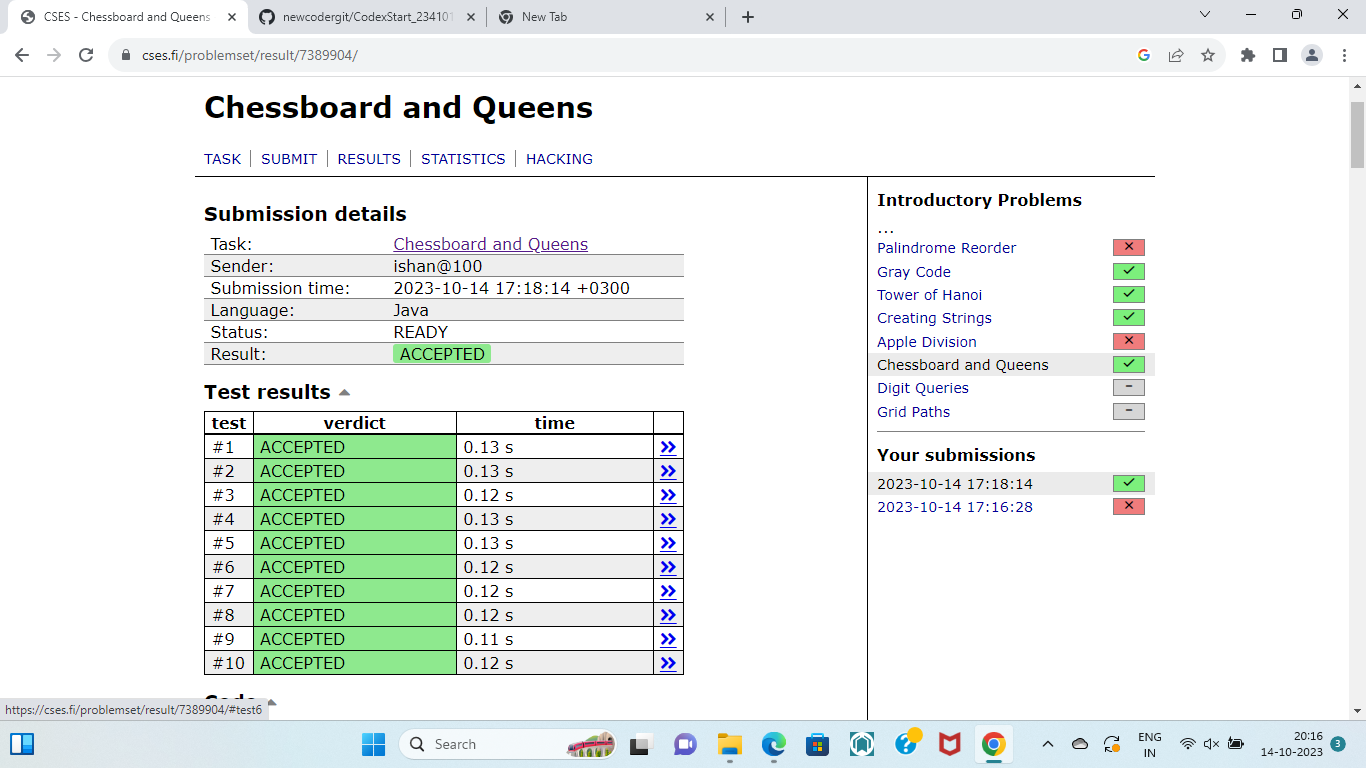 CSES - Chessboard and Queens
newcodergit/CodexStart_234101
New Tab
cses.fi/problemset/result/7389904/
Chessboard and Queens
TASK SUBMIT RESULTS STATISTICS HACKING
Submission details
Task: Chessboard and Queens
Sender: ishan@100
Submission time: 2023-10-14 17:18:14 +0300
Language: Java
Status: READY
Result: ACCEPTED
Test results
test verdict time
#1 ACCEPTED 0.13 s
#2 ACCEPTED 0.13 s
#3 ACCEPTED 0.12 s
#4 ACCEPTED 0.13 s
#5 ACCEPTED 0.13 s
#6 ACCEPTED 0.12 s
#7 ACCEPTED 0.12 s
#8 ACCEPTED 0.12 s
#9 ACCEPTED 0.11 s
#10 ACCEPTED 0.12 s
Code
Introductory Problems
...
Palindrome Reorder
Gray Code
Tower of Hanoi
Creating Strings
Apple Division
Chessboard and Queens
Digit Queries
Grid Paths
Your submissions
2023-10-14 17:18:14
2023-10-14 17:16:28
https://cses.fi/problemset/result/7389904/#test6
Search
ENG
IN
20:16
14-10-2023
3